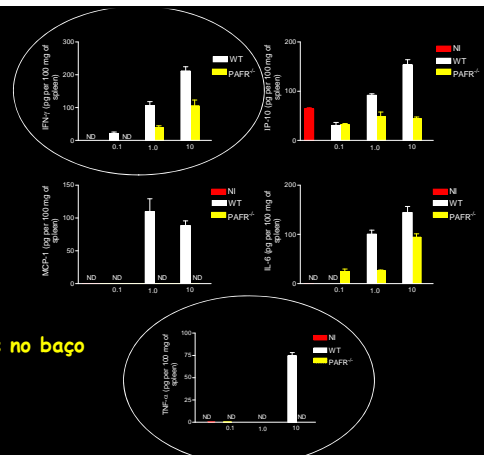 IFN-γ (pg per 100 mg of
spleen)
300
200
100
0
ND
ND
0.1
1.0
10
WT
PAFR-/-
IP-10 (pg per 100 mg of
spleen)
200
100
0
0.1
1.0
10
NI
WT
PAFR-/-
MCP-1 (pg per 100 mg of
spleen)
150
100
50
0
ND
ND
ND
ND
0.1
1.0
10
NI
WT
PAFR-/-
IL-6 (pg per 100 mg of
spleen)
200
100
0
ND
ND
0.1
1.0
10
NI
WT
PAFR-/-
no baço
TNF-α (pg per 100 mg of
spleen)
100
75
50
25
0
ND
ND
ND
ND
ND
0.1
1.0
10
NI
WT
PAFR-/-